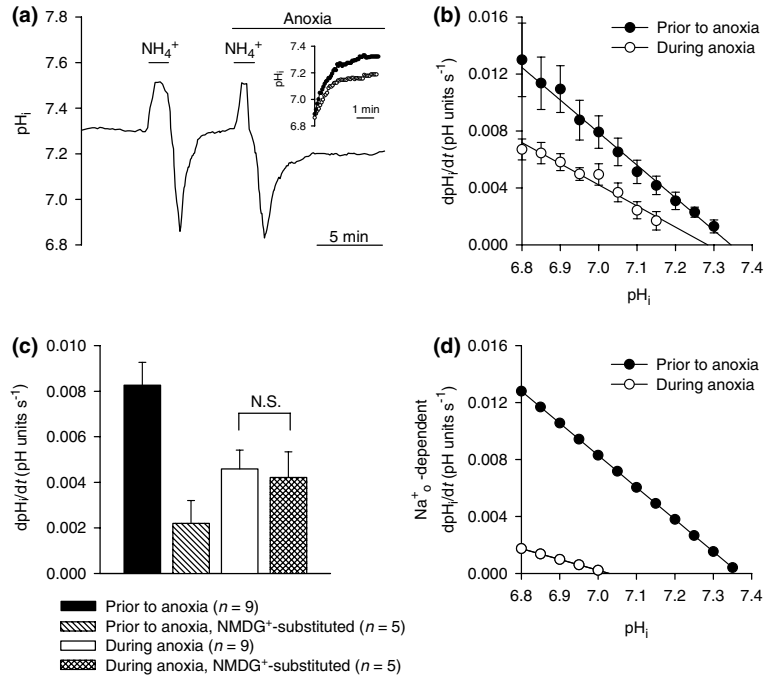 (a)
Anoxia
7.8
7.6
7.4
7.2
7.0
6.8
pHi
NH4+
NH4+
7.4
7.2
7.0
6.8
pHi
1 min
5 min
(b)
0.016
0.012
0.008
0.004
0.000
dpHi/dt (pH units s−1)
Prior to anoxia
During anoxia
6.8 6.9 7.0 7.1 7.2 7.3 7.4
pHi
(c)
0.010
0.008
0.006
0.004
0.002
0.000
dpHi/dt (pH units s−1)
N.S.
Prior to anoxia (n = 9)
Prior to anoxia, NMDG+-substituted (n = 5)
During anoxia (n = 9)
During anoxia, NMDG+-substituted (n = 5)
(d)
0.016
0.012
0.008
0.004
0.000
Na+o -dependent
dpHi/dt (pH units s−1)
Prior to anoxia
During anoxia
6.8 6.9 7.0 7.1 7.2 7.3 7.4
pHi